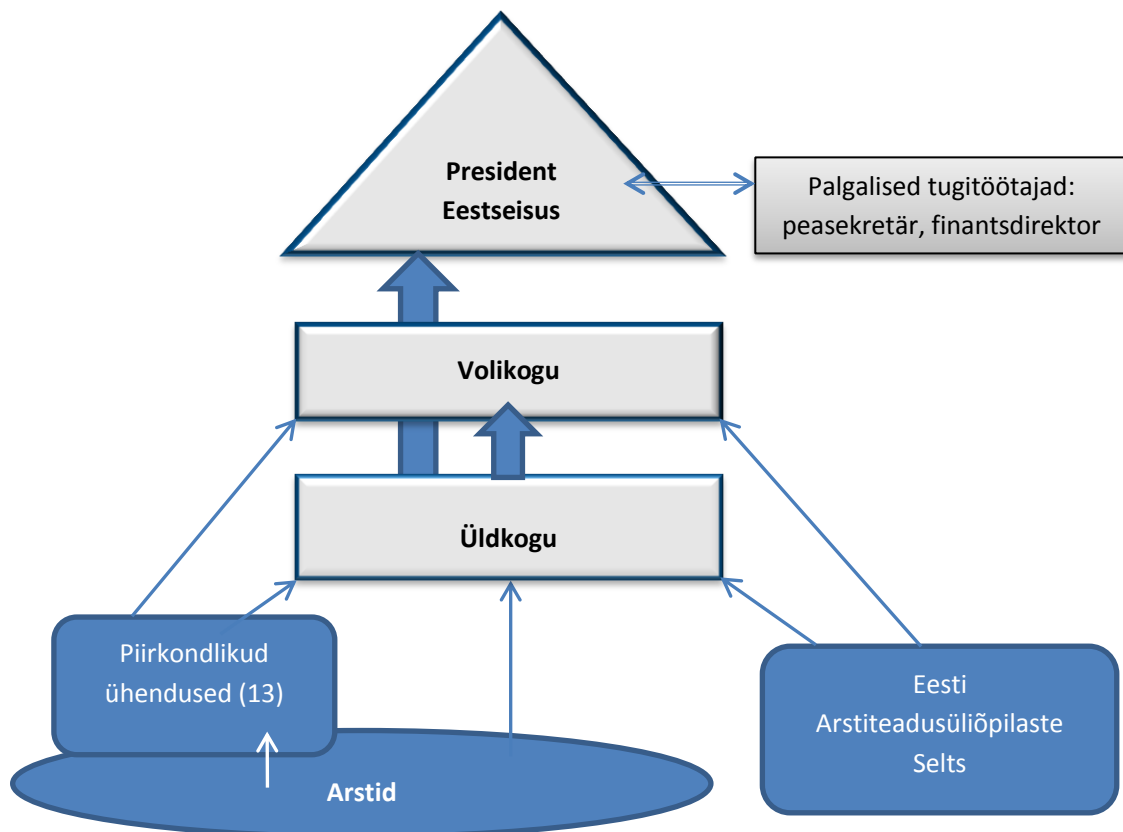 President
Eestseisus
Palgalised tugitöötajad:
peasekretär, finantsdirektor
Volikogu
Üldkogu
Piirkondlikud
ühendused (13)
Eesti
Arstiteadusüliõpilaste
Selts
Arstid